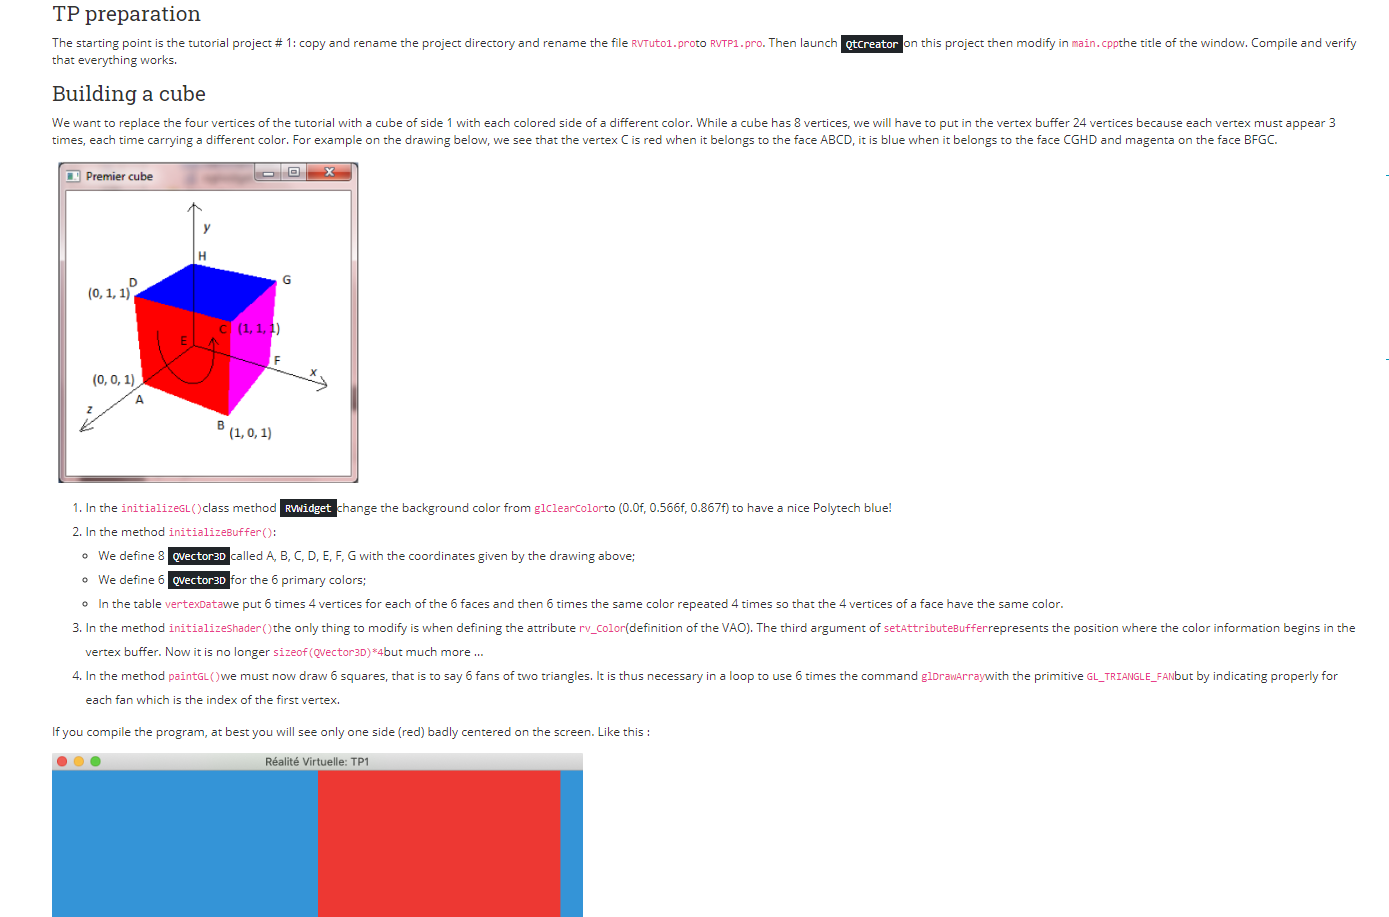 TP preparation
The starting point is the tutorial project # 1: copy and rename the project directory and rename the file RVTuto1.proto RVTP1.pro. Then launch QtCreator on this project then modify in main.cppthe title of the window. Compile and verify
that everything works.
Building a cube
We want to replace the four vertices of the tutorial with a cube of side 1 with each colored side of a different color. While a cube has 8 vertices, we will have to put in the vertex buffer 24 vertices because each vertex must appear 3
times, each time carrying a different color. For example on the drawing below, we see that the vertex C is red when it belongs to the face ABCD, it is blue when it belongs to the face CGHD and magenta on the face BFGC.
Premier cube
y
H
D
G
(0, 1, 1)
C (1, 1, 1)
E
F
x
(0, 0, 1)
A
z
B
(1, 0, 1)
1. In the initializeGL()class method RVWidget change the background color from glClearColorto (0.0f, 0.566f, 0.867f) to have a nice Polytech blue!
2. In the method initializeBuffer():
We define 8 QVector3D called A, B, C, D, E, F, G with the coordinates given by the drawing above;
We define 6 QVector3D for the 6 primary colors;
In the table vertexDatawe put 6 times 4 vertices for each of the 6 faces and then 6 times the same color repeated 4 times so that the 4 vertices of a face have the same color.
3. In the method initializeShader()the only thing to modify is when defining the attribute rv_Color(definition of the VAO). The third argument of setAttributeBufferrepresents the position where the color information begins in the
vertex buffer. Now it is no longer sizeof(QVector3D)*4but much more ...
4. In the method paintGL()we must now draw 6 squares, that is to say 6 fans of two triangles. It is thus necessary in a loop to use 6 times the command glDrawArraywith the primitive GL_TRIANGLE_FANbut by indicating properly for
each fan which is the index of the first vertex.
If you compile the program, at best you will see only one side (red) badly centered on the screen. Like this :
Réalité Virtuelle: TP1